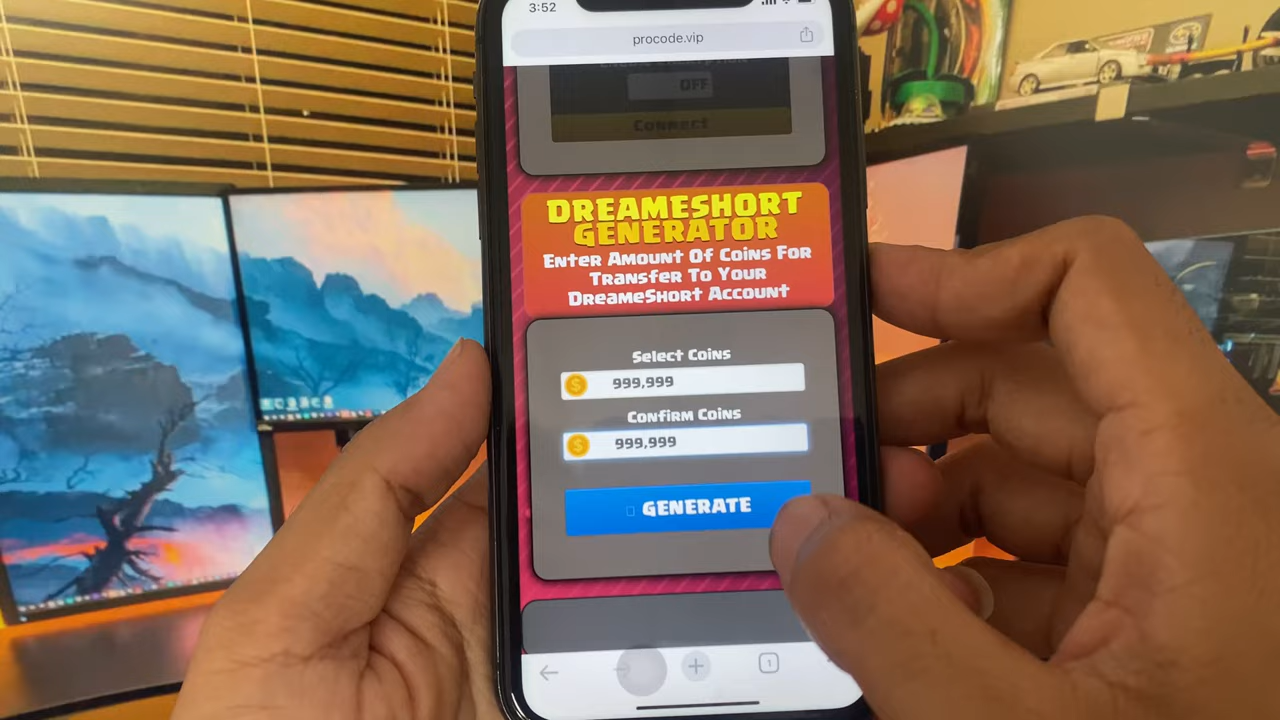 3:52
procode.vip
OFF
Connect
DREAMESHORT
GENERATOR
Enter Amount Of Coins For
Transfer To Your
DreameShort Account
Select Coins
999,999
Confirm Coins
999,999
GENERATE
1